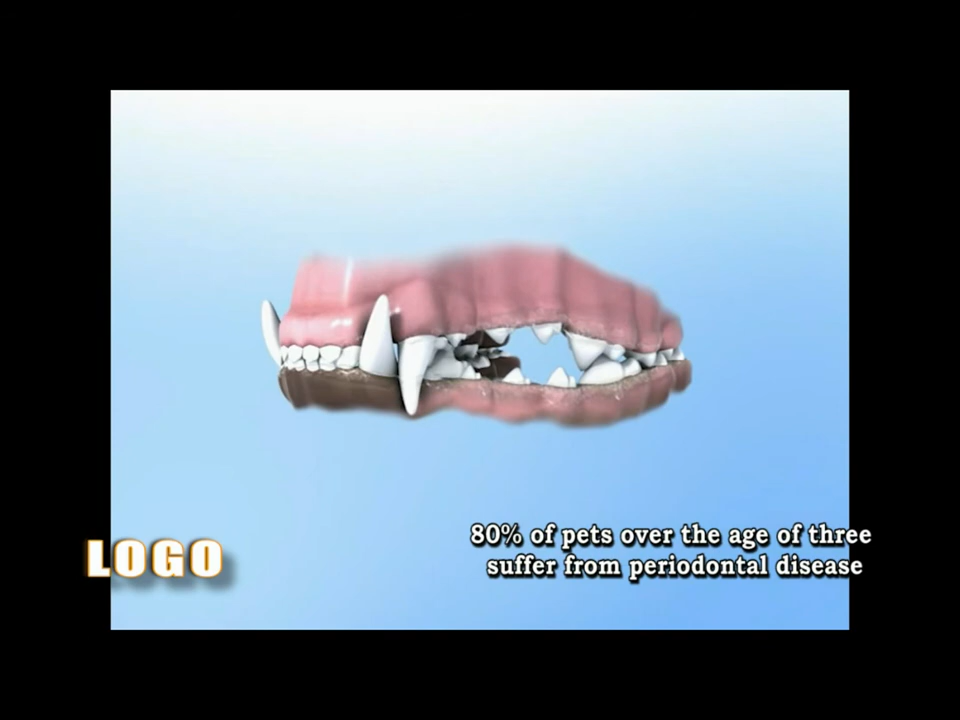 LOGO
80% of pets over the age of three
suffer from periodontal disease